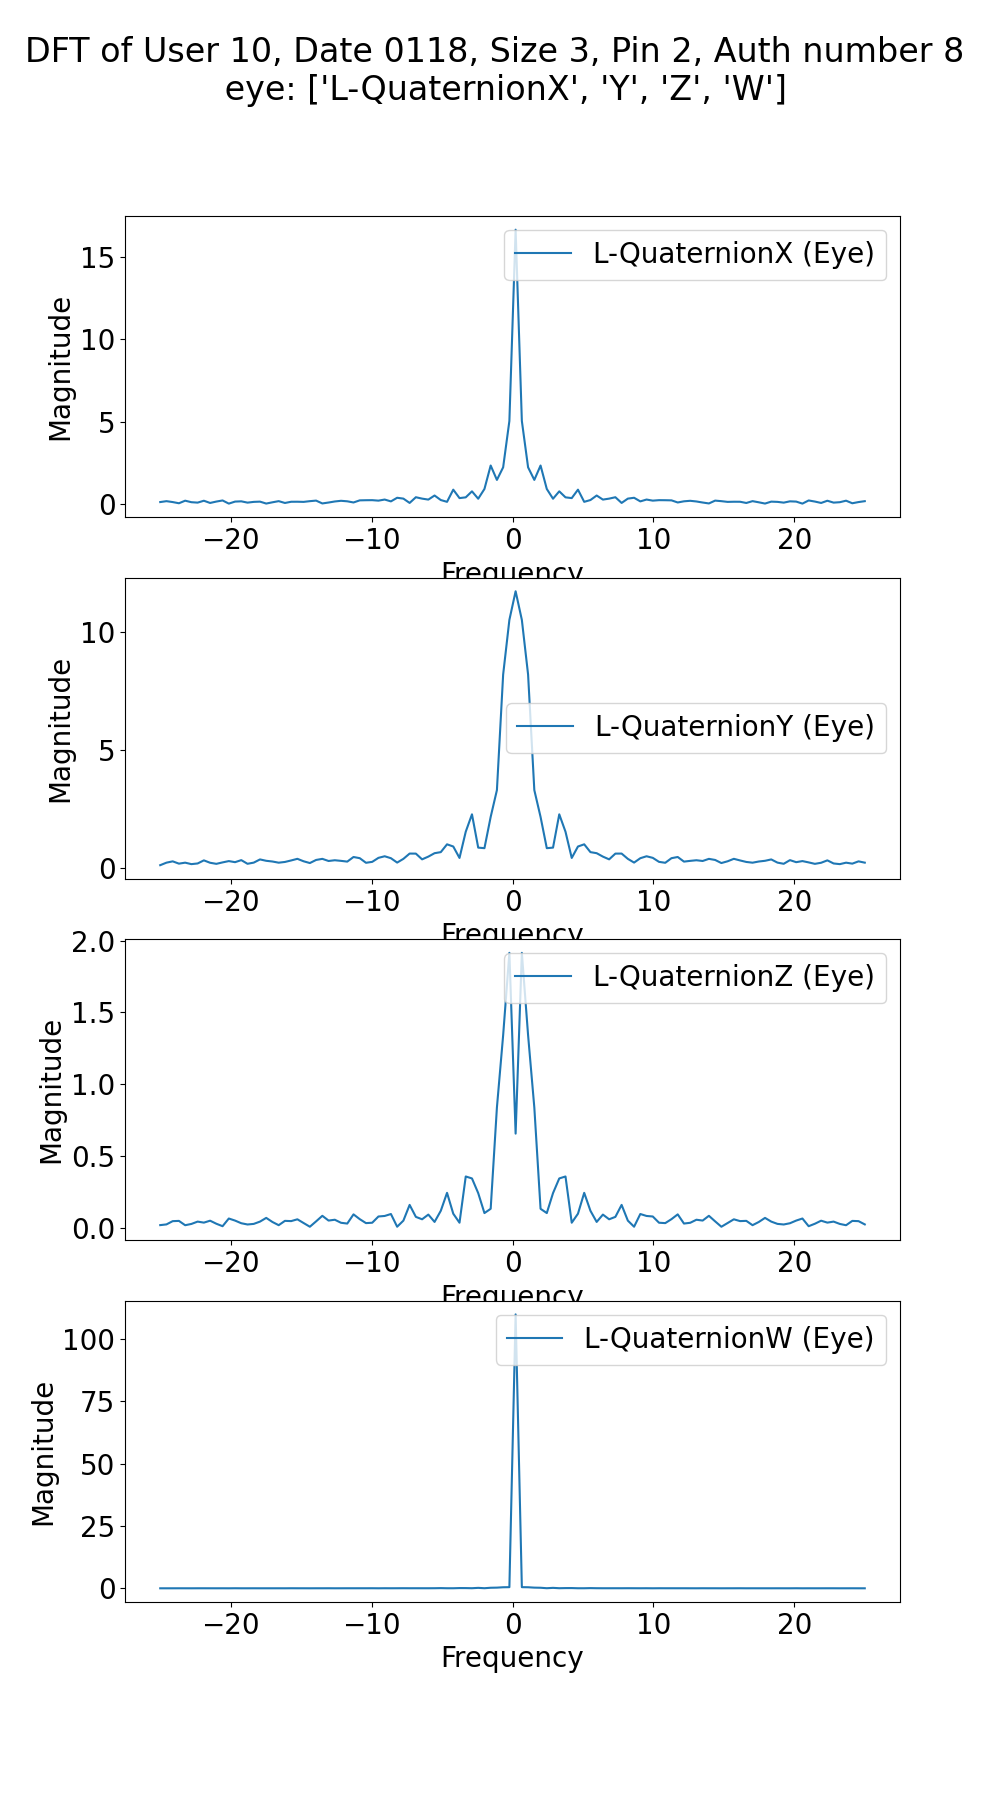 DFT of User 10, Date 0118, Size 3, Pin 2, Auth number 8
eye: ['L-QuaternionX', 'Y', 'Z', 'W']
L-QuaternionX (Eye)
Magnitude
15
10
5
0
−20 −10 0 10 20
Frequency
L-QuaternionY (Eye)
Magnitude
10
5
0
−20 −10 0 10 20
Frequency
L-QuaternionZ (Eye)
Magnitude
2.0
1.5
1.0
0.5
0.0
−20 −10 0 10 20
Frequency
L-QuaternionW (Eye)
Magnitude
100
75
50
25
0
−20 −10 0 10 20
Frequency